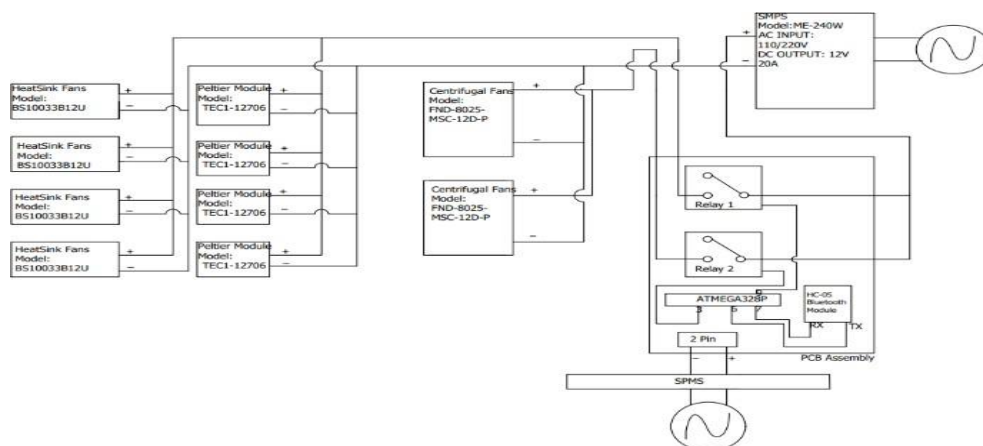 SMPS
Model:ME-240W
AC INPUT:
110/220V
DC OUTPUT: 12V
20A
+
−
HeatSink Fans
Model:
BS10033B12U
+
−
Peltier Module
Model:
TEC1-12706
+
−
Centrifugal Fans
Model:
FND-8025-
MSC-12D-P
+
−
HeatSink Fans
Model:
BS10033B12U
+
−
Peltier Module
Model:
TEC1-12706
+
−
HeatSink Fans
Model:
BS10033B12U
+
−
Peltier Module
Model:
TEC1-12706
+
−
Centrifugal Fans
Model:
FND-8025-
MSC-12D-P
+
−
HeatSink Fans
Model:
BS10033B12U
+
−
Peltier Module
Model:
TEC1-12706
+
−
Relay 1
Relay 2
ATMEGA328P
3
6
7
HC-05
Bluetooth
Module
RX
TX
2 Pin
−
+
PCB Assembly
SPMS